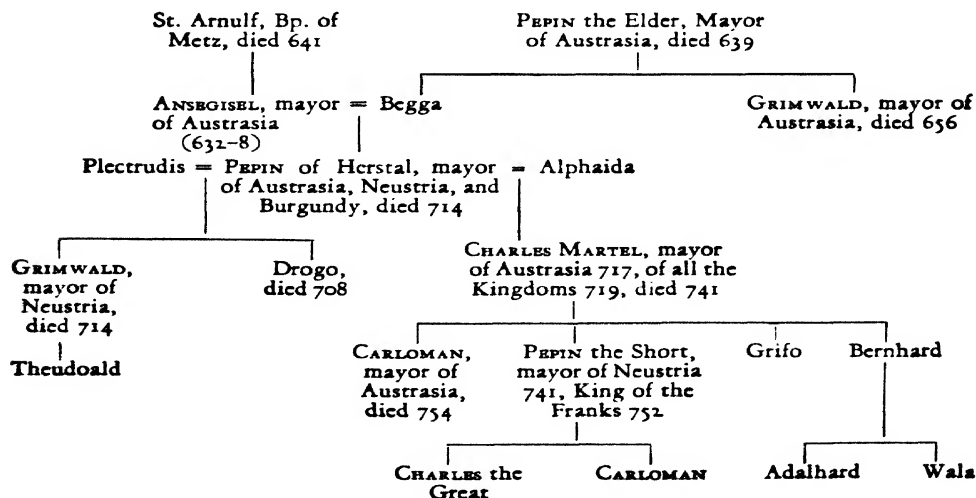 St. Arnulf, Bp. of
Metz, died 641
PEPIN the Elder, Mayor
of Austrasia, died 639
ANSEGISEL, mayor = Begga
of Austrasia
(632-8)
GRIMWALD, mayor of
Austrasia, died 656
Plectrudis = PEPIN of Herstal, mayor = Alphaida
of Austrasia, Neustria, and
Burgundy, died 714
GRIMWALD,
mayor of
Neustria,
died 714
Drogo,
died 708
CHARLES MARTEL, mayor
of Austrasia 717, of all the
Kingdoms 719, died 741
Theudoald
CARLOMAN,
mayor of
Austrasia,
died 754
PEPIN the Short,
mayor of Neustria
741, King of the
Franks 752
Grifo
Bernhard
CHARLES the
Great
CARLOMAN
Adalhard
Wala